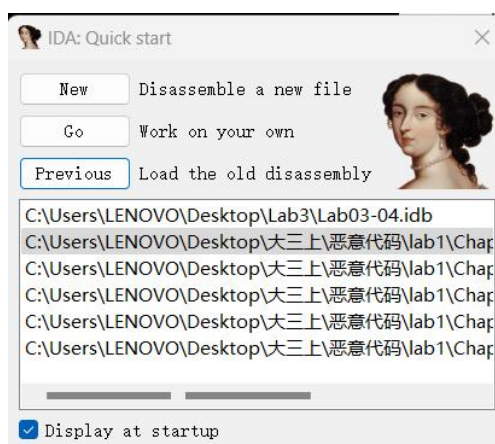 IDA: Quick start
New Disassemble a new file
Go Work on your own
Previous Load the old disassembly
C:\Users\LENOVO\Desktop\Lab3\Lab03-04.idb
C:\Users\LENOVO\Desktop\大三上\恶意代码\lab1\Chap
C:\Users\LENOVO\Desktop\大三上\恶意代码\lab1\Chap
C:\Users\LENOVO\Desktop\大三上\恶意代码\lab1\Chap
C:\Users\LENOVO\Desktop\大三上\恶意代码\lab1\Chap
C:\Users\LENOVO\Desktop\大三上\恶意代码\lab1\Chap
Display at startup